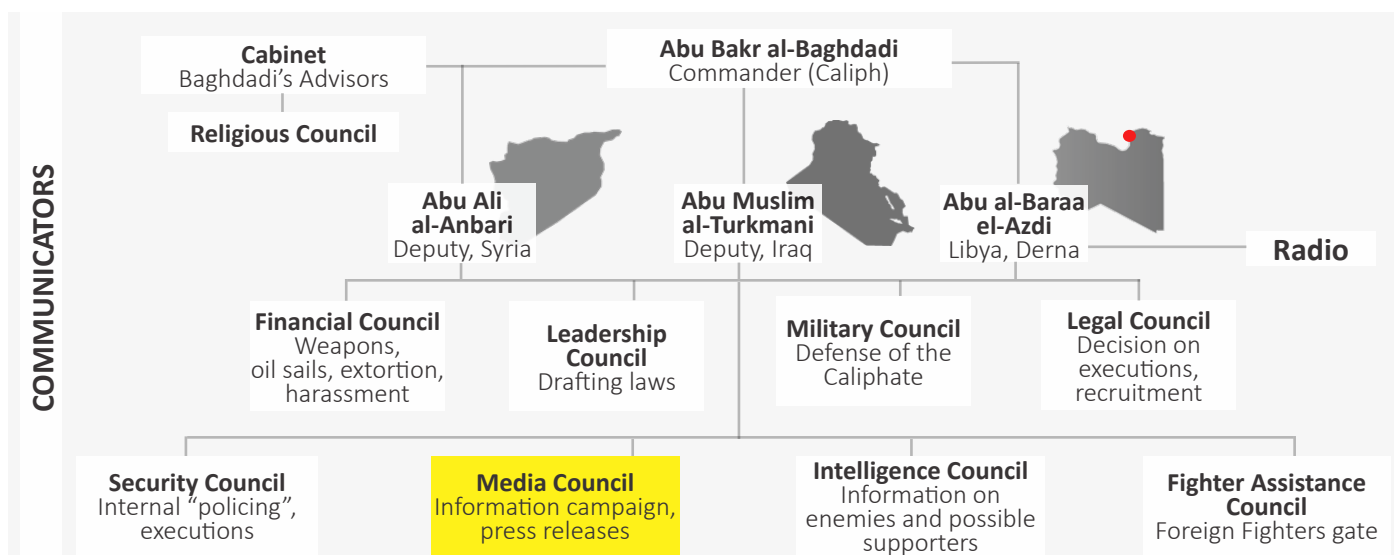 COMMUNICATORS
Cabinet
Baghdadi’s Advisors
Religious Council
Abu Bakr al-Baghdadi
Commander (Caliph)
Abu Ali
al-Anbari
Deputy, Syria
Abu Muslim
al-Turkmani
Deputy, Iraq
Abu al-Baraa
el-Azdi
Libya, Derna
Radio
Financial Council
Weapons,
oil sails, extortion,
harassment
Leadership
Council
Drafting laws
Military Council
Defense of the
Caliphate
Legal Council
Decision on
executions,
recruitment
Security Council
Internal “policing”,
executions
Media Council
Information campaign,
press releases
Intelligence Council
Information on
enemies and possible
supporters
Fighter Assistance
Council
Foreign Fighters gate